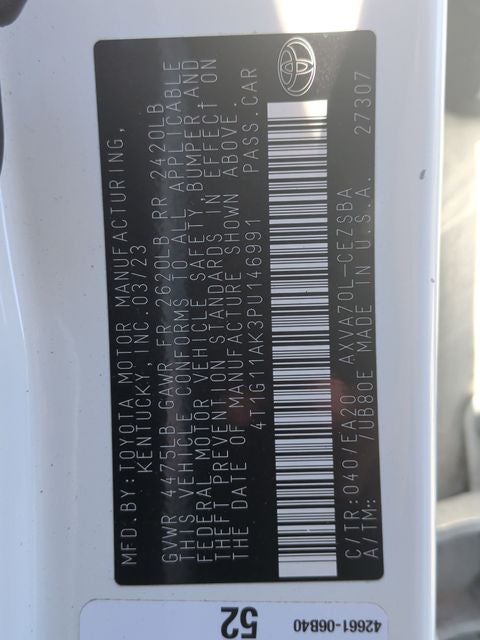 MFD.BY:TOYOTA MOTOR MANUFACTURING,
KENTUCKY, INC.03/23
GVWR 4475LB GAWR FR 2620LB RR 2420LB
THIS VEHICLE CONFORMS TO ALL APPLICABLE
FEDERAL MOTOR VEHICLE SAFETY, BUMPER AND
THEFT PREVENTION STANDARDS IN EFFECT ON
THE DATE OF MANUFACTURE SHOWN ABOVE.
4T1G11AK3PU146991 PASS.CAR
C/TR:040/EA20 AXVA70L-CEZSBA
A/TM: /UB80E MADE IN U.S.A. 27307
52
42661-06B40